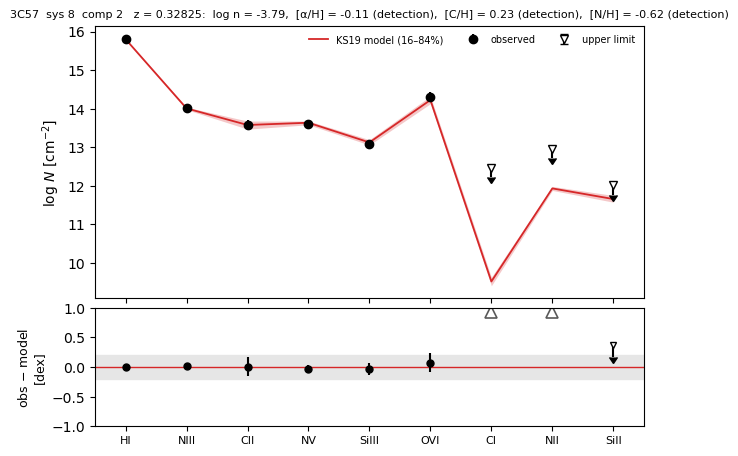 3C57  sys 8  comp 2   z = 0.32825:  log n = -3.79,  [α/H] = -0.11 (detection),  [C/H] = 0.23 (detection),  [N/H] = -0.62 (detection)
KS19 model (16–84%)
observed
upper limit
log N [cm⁻²]
16
15
14
13
12
11
10
obs − model
[dex]
1.0
0.5
0.0
−0.5
−1.0
HI
NIII
CII
NV
SiIII
OVI
CI
NII
SiII